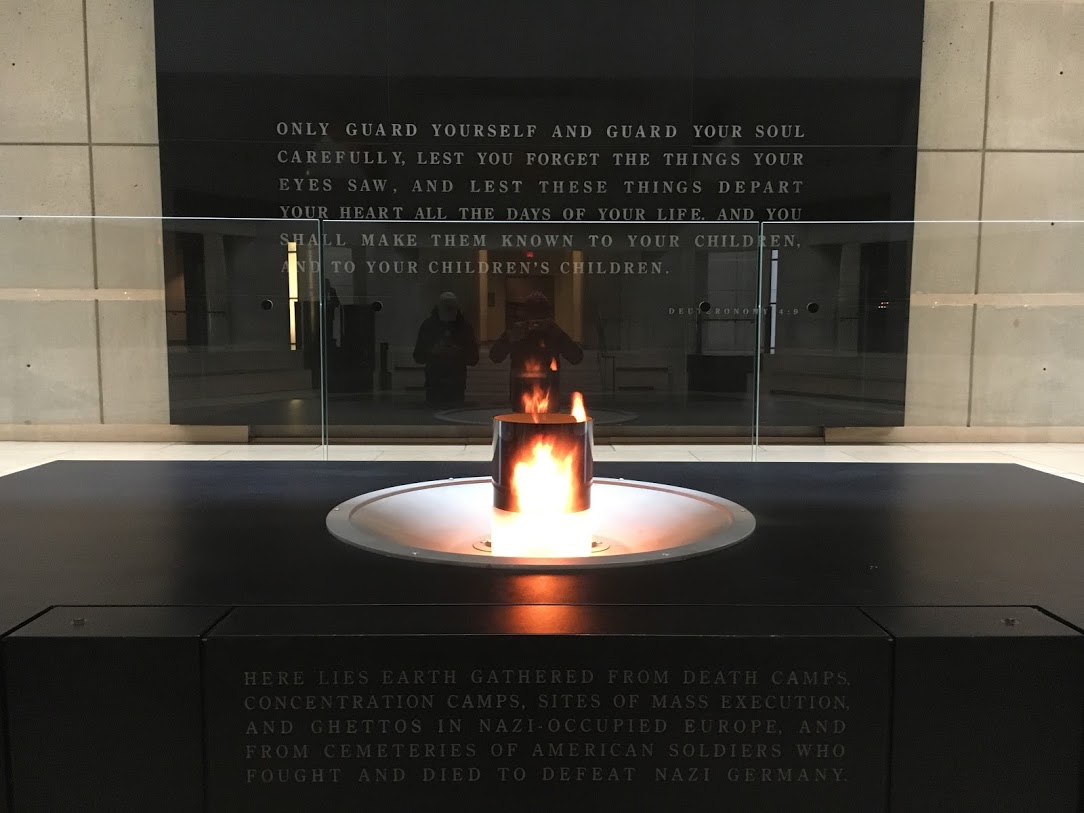 ONLY GUARD YOURSELF AND GUARD YOUR SOUL
CAREFULLY, LEST YOU FORGET THE THINGS YOUR
EYES SAW, AND LEST THESE THINGS DEPART
YOUR HEART ALL THE DAYS OF YOUR LIFE. AND YOU
SHALL MAKE THEM KNOWN TO YOUR CHILDREN,
AND TO YOUR CHILDREN'S CHILDREN.
DEUTERONOMY 4:9
HERE LIES EARTH GATHERED FROM DEATH CAMPS,
CONCENTRATION CAMPS, SITES OF MASS EXECUTION,
AND GHETTOS IN NAZI-OCCUPIED EUROPE, AND
FROM CEMETERIES OF AMERICAN SOLDIERS WHO
FOUGHT AND DIED TO DEFEAT NAZI GERMANY.